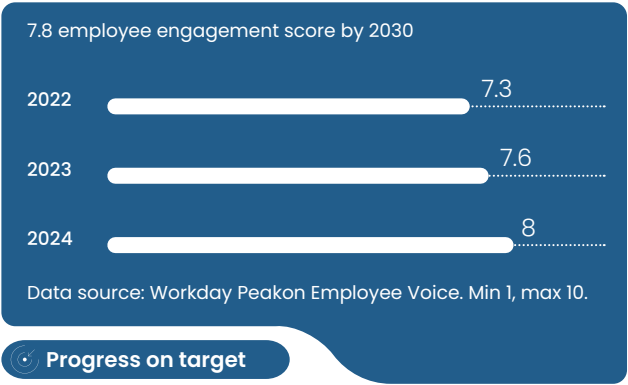 7.8 employee engagement score by 2030
2022
7.3
2023
7.6
2024
8
Data source: Workday Peakon Employee Voice. Min 1, max 10.
Progress on target